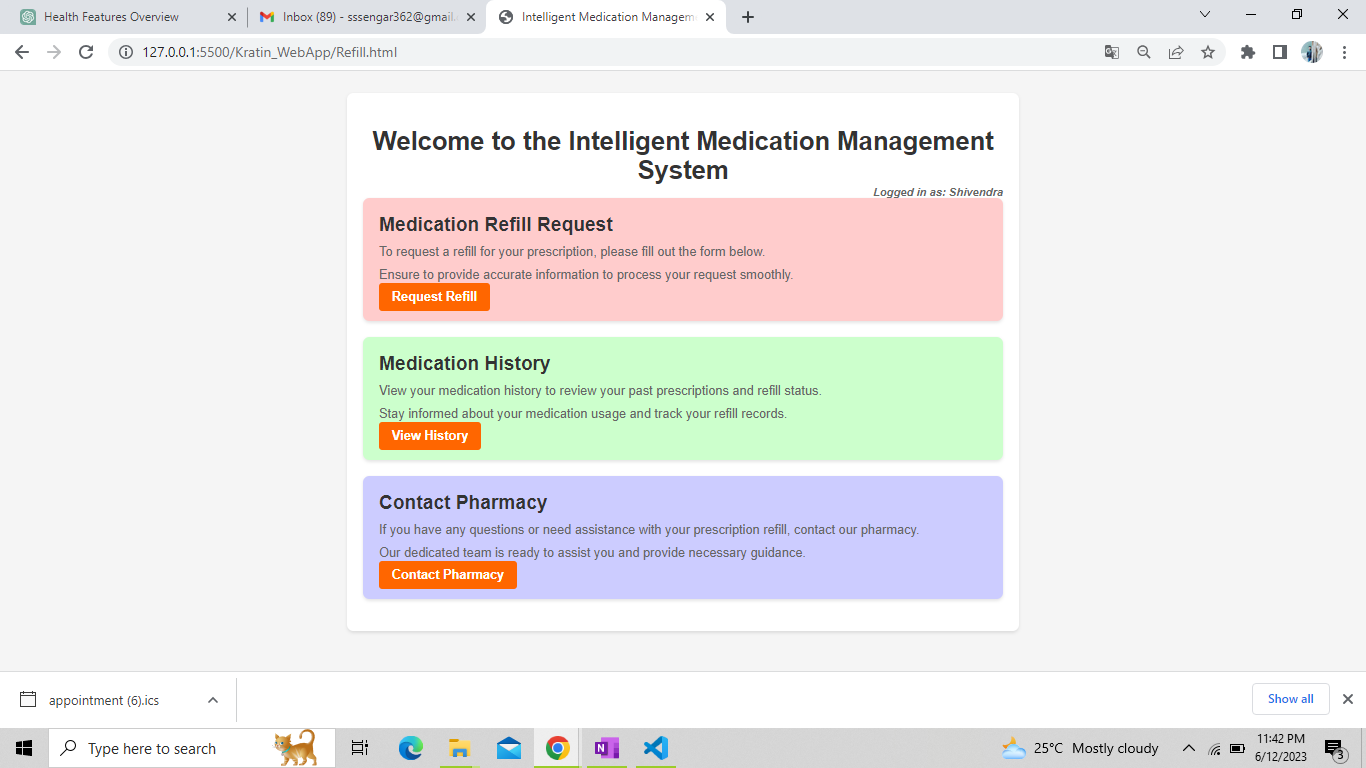 Health Features Overview
Inbox (89) - sssengar362@gmail.
Intelligent Medication Managem
127.0.0.1:5500/Kratin_WebApp/Refill.html
Welcome to the Intelligent Medication Management
System
Logged in as: Shivendra
Medication Refill Request
To request a refill for your prescription, please fill out the form below.
Ensure to provide accurate information to process your request smoothly.
Request Refill
Medication History
View your medication history to review your past prescriptions and refill status.
Stay informed about your medication usage and track your refill records.
View History
Contact Pharmacy
If you have any questions or need assistance with your prescription refill, contact our pharmacy.
Our dedicated team is ready to assist you and provide necessary guidance.
Contact Pharmacy
appointment (6).ics
Show all
Type here to search
N
25°C Mostly cloudy
11:42 PM
6/12/2023
3